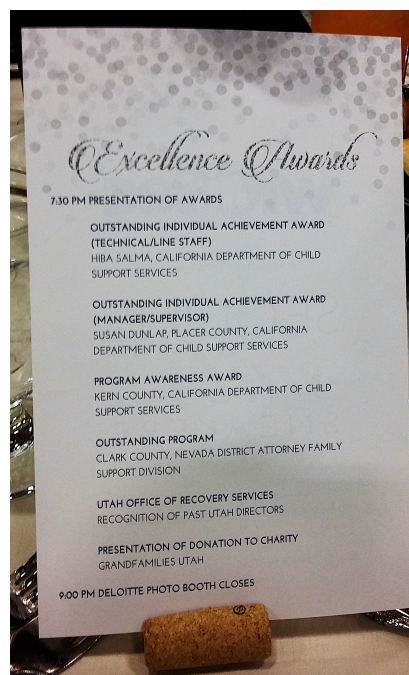 Excellence Awards
7:30 PM PRESENTATION OF AWARDS
OUTSTANDING INDIVIDUAL ACHIEVEMENT AWARD
(TECHNICAL/LINE STAFF)
HIBA SALMA, CALIFORNIA DEPARTMENT OF CHILD
SUPPORT SERVICES
OUTSTANDING INDIVIDUAL ACHIEVEMENT AWARD
(MANAGER/SUPERVISOR)
SUSAN DUNLAP, PLACER COUNTY, CALIFORNIA
DEPARTMENT OF CHILD SUPPORT SERVICES
PROGRAM AWARENESS AWARD
KERN COUNTY, CALIFORNIA DEPARTMENT OF CHILD
SUPPORT SERVICES
OUTSTANDING PROGRAM
CLARK COUNTY, NEVADA DISTRICT ATTORNEY FAMILY
SUPPORT DIVISION
UTAH OFFICE OF RECOVERY SERVICES
RECOGNITION OF PAST UTAH DIRECTORS
PRESENTATION OF DONATION TO CHARITY
GRANDFAMILIES UTAH
9:00 PM DELOITTE PHOTO BOOTH CLOSES